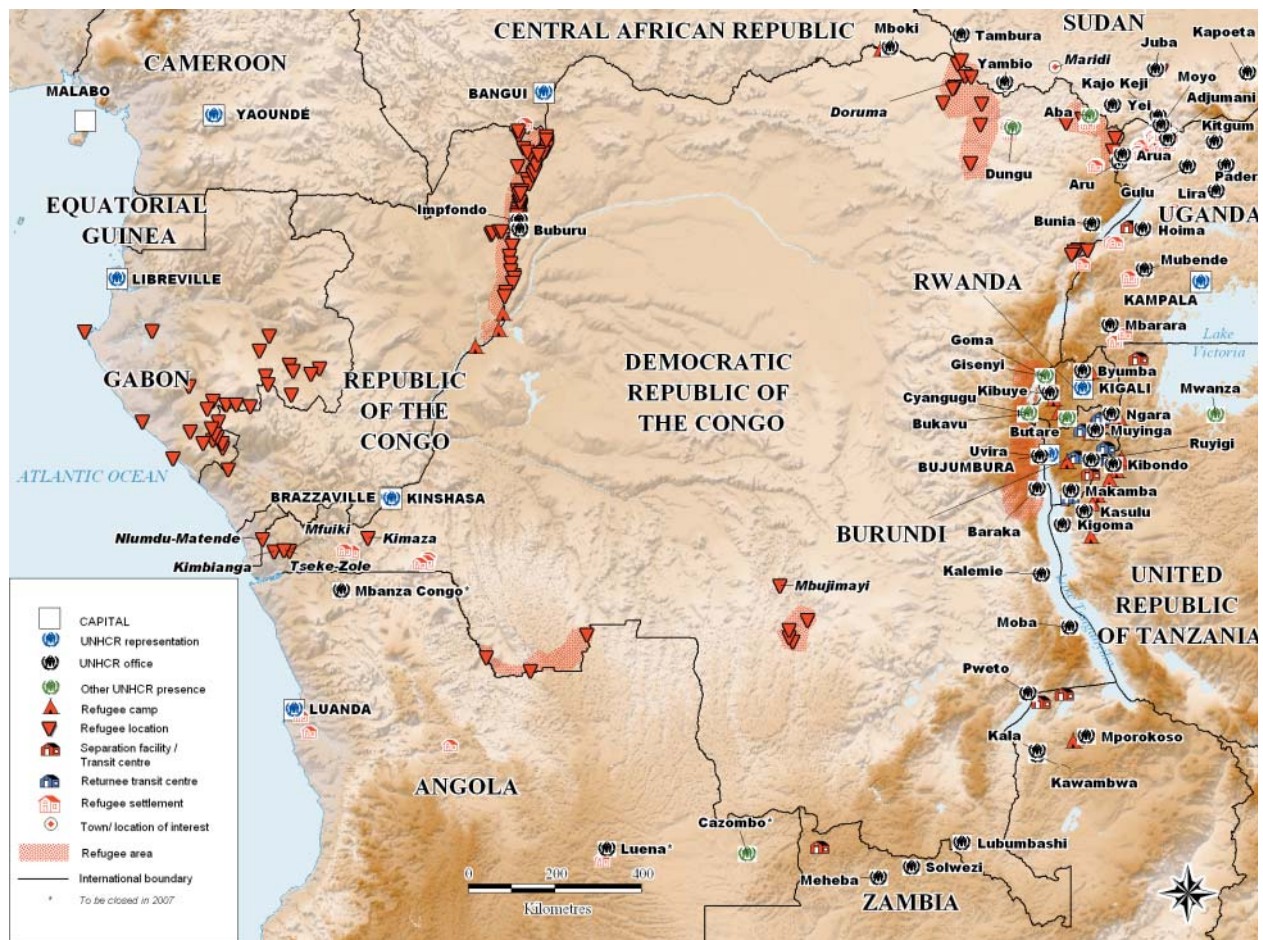 CENTRAL AFRICAN REPUBLIC
SUDAN
Mboki
Tambura
Kapoeta
Juba
CAMEROON
Yambio
Maridi
Moyo
Kajo Keji
MALABO
BANGUI
Adjumani
YAOUNDÉ
Doruma
Aba
Yei
Kitgum
Arua
Dungu
Aru
Pader
Gulu
Lira
EQUATORIAL
GUINEA
Impfondo
Buburu
Bunia
UGANDA
Hoima
LIBREVILLE
RWANDA
Mubende
KAMPALA
Mbarara
Lake
Victoria
Goma
GABON
REPUBLIC
OF THE
CONGO
DEMOCRATIC
REPUBLIC OF
THE CONGO
Gisenyi
Byumba
Kibuye
KIGALI
Mwanza
Cyangugu
Ngara
Bukavu
Butare
Muyinga
Ruyigi
Uvira
BUJUMBURA
Kibondo
ATLANTIC OCEAN
BRAZZAVILLE
KINSHASA
Makamba
Kasulu
BURUNDI
Baraka
Kigoma
Mfuiki
Nlumdu-Matende
Kimaza
Kimbianga
Tseke-Zole
Kalemie
Mbanza Congo*
Mbujimayi
UNITED
REPUBLIC
OF TANZANIA
Moba
Pweto
LUANDA
Kala
Mporokoso
Kawambwa
ANGOLA
Cazombo*
Luena*
Lubumbashi
Solwezi
Meheba
ZAMBIA
0 200 400
Kilometres
CAPITAL
UNHCR representation
UNHCR office
Other UNHCR presence
Refugee camp
Refugee location
Separation facility /
Transit centre
Returnee transit centre
Refugee settlement
Town/ location of interest
Refugee area
International boundary
* To be closed in 2007